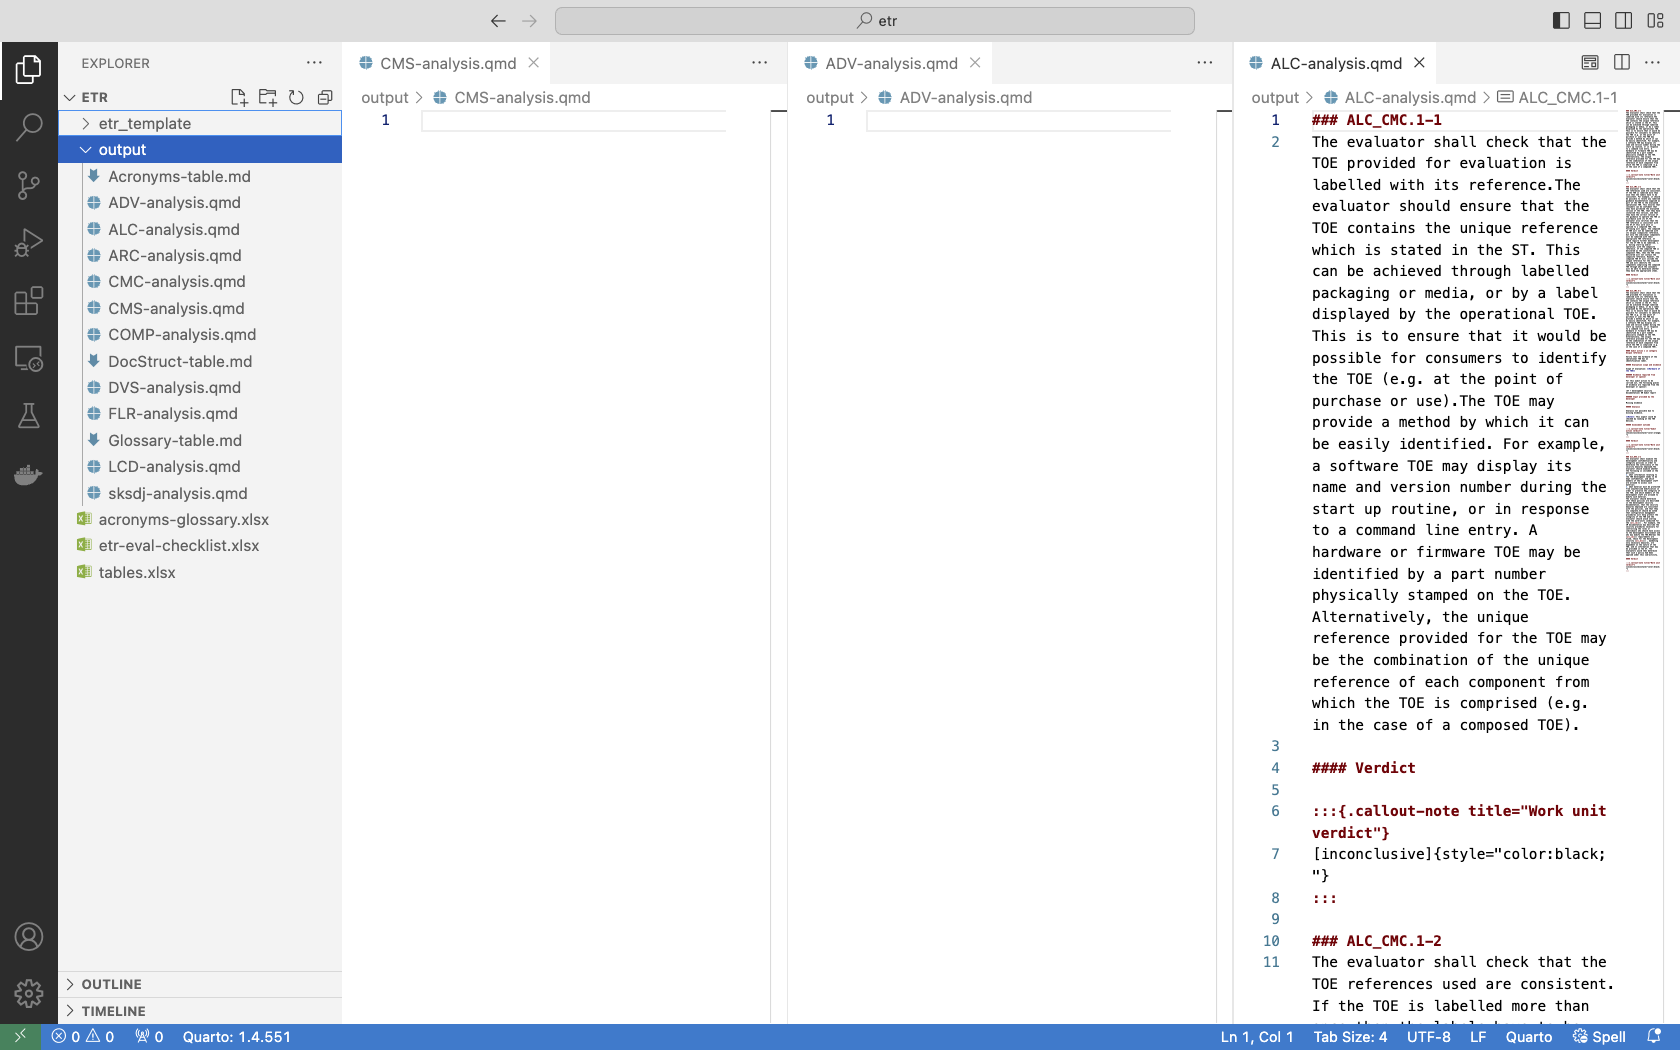 etr
EXPLORER
ETR
etr_template
output
Acronyms-table.md
ADV-analysis.qmd
ALC-analysis.qmd
ARC-analysis.qmd
CMC-analysis.qmd
CMS-analysis.qmd
COMP-analysis.qmd
DocStruct-table.md
DVS-analysis.qmd
FLR-analysis.qmd
Glossary-table.md
LCD-analysis.qmd
sksdj-analysis.qmd
acronyms-glossary.xlsx
etr-eval-checklist.xlsx
tables.xlsx
OUTLINE
TIMELINE
CMS-analysis.qmd
output > CMS-analysis.qmd
1
ADV-analysis.qmd
output > ADV-analysis.qmd
1
ALC-analysis.qmd
output > ALC-analysis.qmd > ALC_CMC.1-1
1 ### ALC_CMC.1-1
2 The evaluator shall check that the
TOE provided for evaluation is
labelled with its reference.The
evaluator should ensure that the
TOE contains the unique reference
which is stated in the ST. This
can be achieved through labelled
packaging or media, or by a label
displayed by the operational TOE.
This is to ensure that it would be
possible for consumers to identify
the TOE (e.g. at the point of
purchase or use).The TOE may
provide a method by which it can
be easily identified. For example,
a software TOE may display its
name and version number during the
start up routine, or in response
to a command line entry. A
hardware or firmware TOE may be
identified by a part number
physically stamped on the TOE.
Alternatively, the unique
reference provided for the TOE may
be the combination of the unique
reference of each component from
which the TOE is comprised (e.g.
in the case of a composed TOE).
3
4 #### Verdict
5
6 :::{.callout-note title="Work unit
verdict"}
7 [inconclusive]{style="color:black;
"}
8 :::
9
10 ### ALC_CMC.1-2
11 The evaluator shall check that the
TOE references used are consistent.
If the TOE is labelled more than
0 0 0 Quarto: 1.4.551
Ln 1, Col 1 Tab Size: 4 UTF-8 LF Quarto Spell